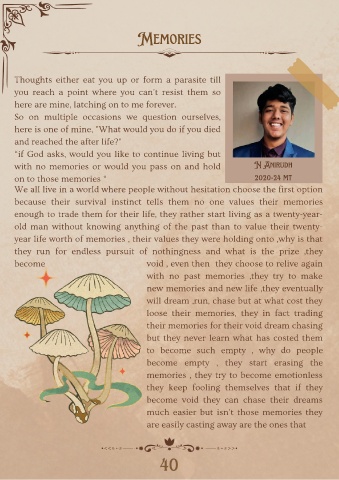 MEMORIES
Thoughts either eat you up or form a parasite till
you reach a point where you can't resist them so
here are mine, latching on to me forever.
So on multiple occasions we question ourselves,
here is one of mine, "What would you do if you died
and reached the after life?"
"if God asks, would you like to continue living but
with no memories or would you pass on and hold
on to those memories "
N ANIRUDH
2020-24 MT
We all live in a world where people without hesitation choose the first option
because their survival instinct tells them no one values their memories
enough to trade them for their life, they rather start living as a twenty-year-
old man without knowing anything of the past than to value their twenty-
year life worth of memories , their values they were holding onto ,why is that
they run for endless pursuit of nothingness and what is the prize ,they
become void , even then they choose to relive again
with no past memories ,they try to make
new memories and new life ,they eventually
will dream ,run, chase but at what cost they
loose their memories, they in fact trading
their memories for their void dream chasing
but they never learn what has costed them
to become such empty , why do people
become empty , they start erasing the
memories , they try to become emotionless
they keep fooling themselves that if they
become void they can chase their dreams
much easier but isn't those memories they
are easily casting away are the ones that
40